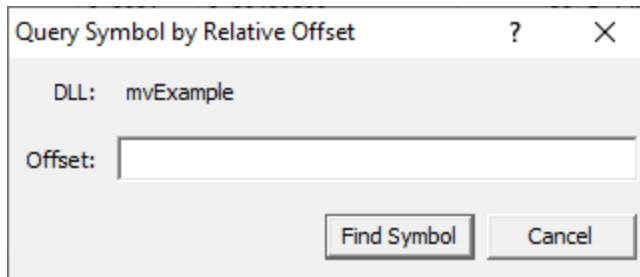 Query Symbol by Relative Offset ?
DLL: mvExample
Offset:
Find Symbol Cancel